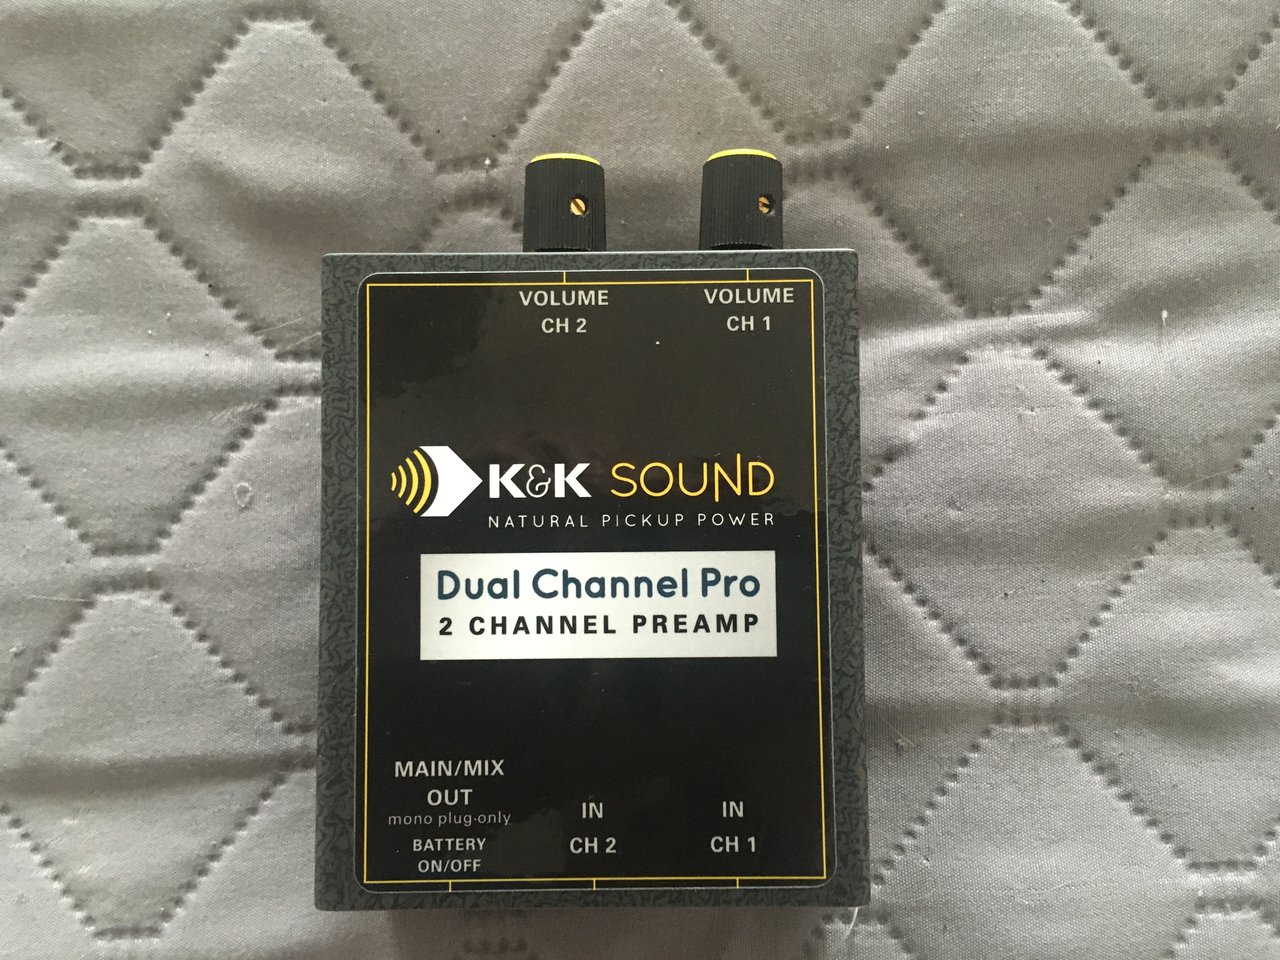 VOLUME
CH 2
VOLUME
CH 1
K&K SOUND
NATURAL PICKUP POWER
Dual Channel Pro
2 CHANNEL PREAMP
MAIN/MIX
OUT
mono plug-only
BATTERY
ON/OFF
IN
CH 2
IN
CH 1